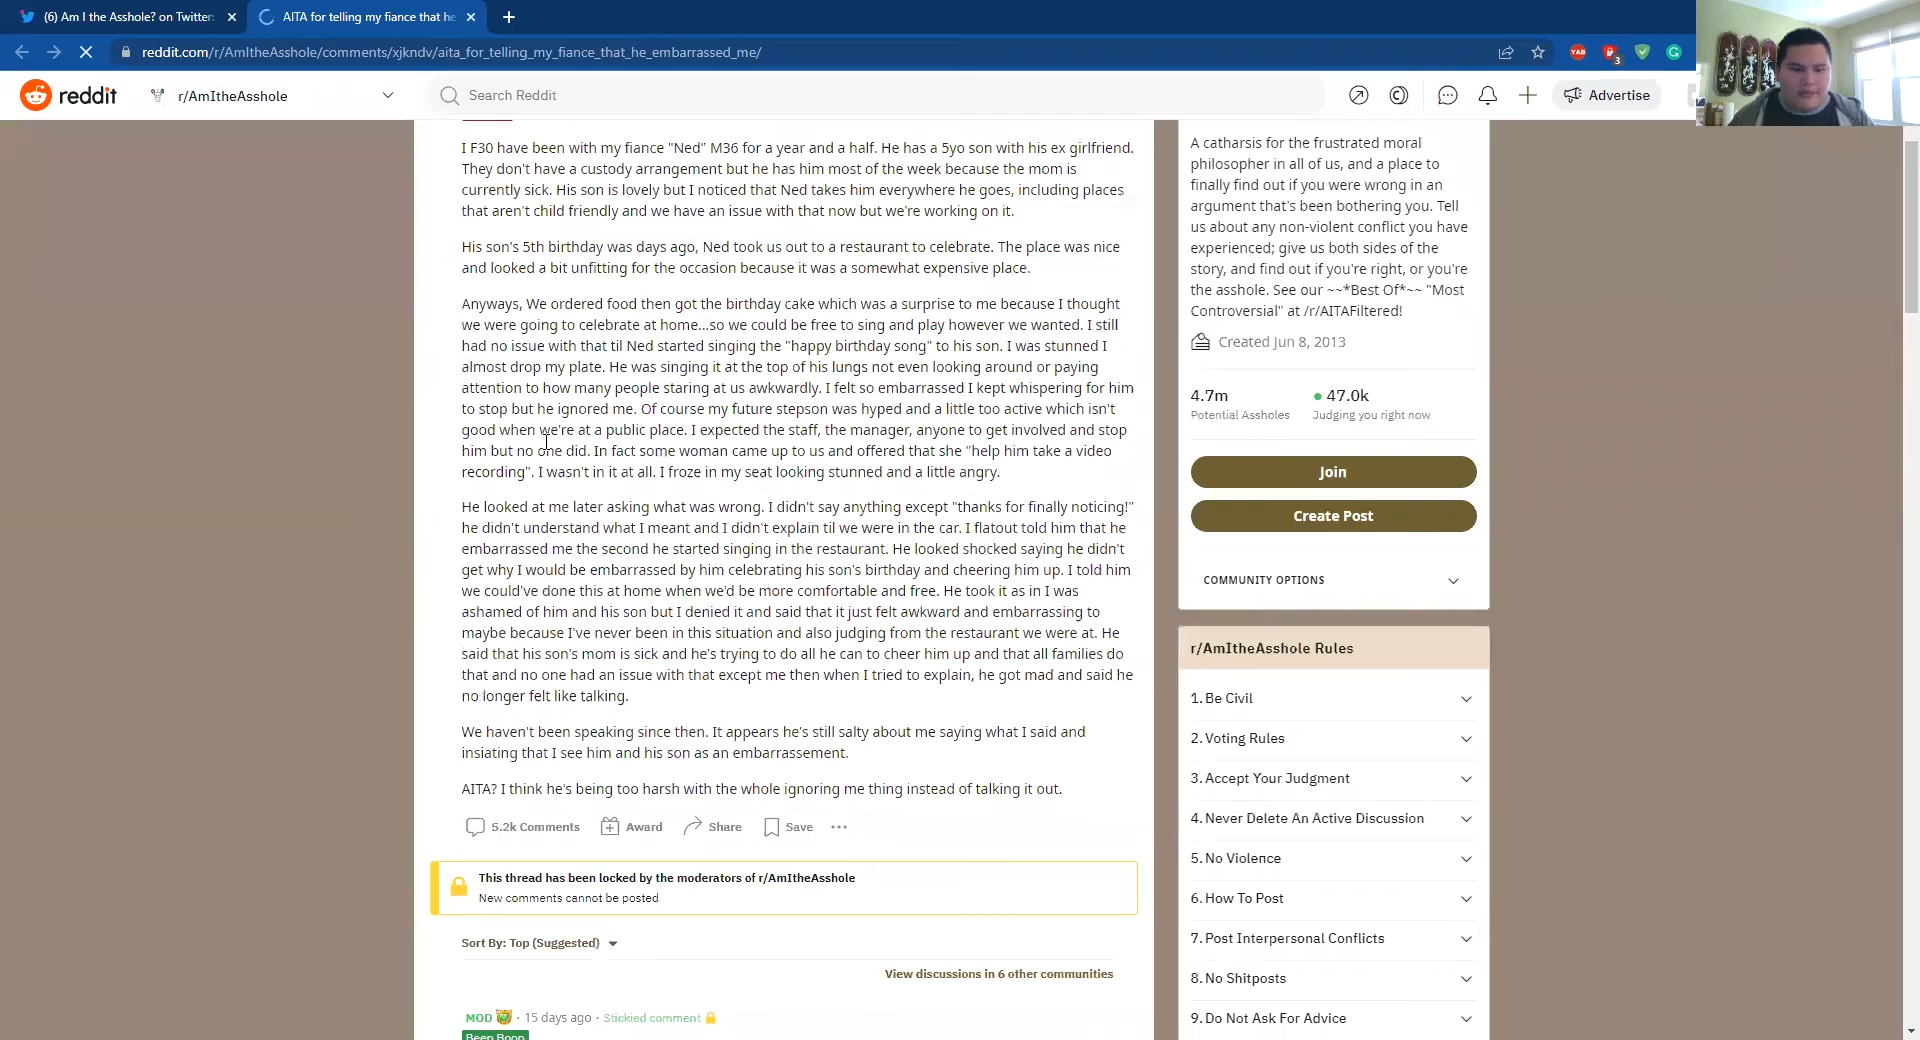 (6) Am I the Asshole? on Twitter:
AITA for telling my fiance that he
reddit.com/r/AmItheAsshole/comments/xjkndv/aita_for_telling_my_fiance_that_he_embarrassed_me/
YAB
3
reddit
r/AmItheAsshole
Search Reddit
Advertise
I F30 have been with my fiance "Ned" M36 for a year and a half. He has a 5yo son with his ex girlfriend.
They don't have a custody arrangement but he has him most of the week because the mom is
currently sick. His son is lovely but I noticed that Ned takes him everywhere he goes, including places
that aren't child friendly and we have an issue with that now but we're working on it.
His son's 5th birthday was days ago, Ned took us out to a restaurant to celebrate. The place was nice
and looked a bit unfitting for the occasion because it was a somewhat expensive place.
Anyways, We ordered food then got the birthday cake which was a surprise to me because I thought
we were going to celebrate at home...so we could be free to sing and play however we wanted. I still
had no issue with that til Ned started singing the "happy birthday song" to his son. I was stunned I
almost drop my plate. He was singing it at the top of his lungs not even looking around or paying
attention to how many people staring at us awkwardly. I felt so embarrassed I kept whispering for him
to stop but he ignored me. Of course my future stepson was hyped and a little too active which isn't
good when we're at a public place. I expected the staff, the manager, anyone to get involved and stop
him but no one did. In fact some woman came up to us and offered that she "help him take a video
recording". I wasn't in it at all. I froze in my seat looking stunned and a little angry.
He looked at me later asking what was wrong. I didn't say anything except "thanks for finally noticing!"
he didn't understand what I meant and I didn't explain til we were in the car. I flatout told him that he
embarrassed me the second he started singing in the restaurant. He looked shocked saying he didn't
get why I would be embarrassed by him celebrating his son's birthday and cheering him up. I told him
we could've done this at home when we'd be more comfortable and free. He took it as in I was
ashamed of him and his son but I denied it and said that it just felt awkward and embarrassing to
maybe because I've never been in this situation and also judging from the restaurant we were at. He
said that his son's mom is sick and he's trying to do all he can to cheer him up and that all families do
that and no one had an issue with that except me then when I tried to explain, he got mad and said he
no longer felt like talking.
We haven't been speaking since then. It appears he's still salty about me saying what I said and
insiating that I see him and his son as an embarrassement.
AITA? I think he's being too harsh with the whole ignoring me thing instead of talking it out.
5.2k Comments
Award
Share
Save
This thread has been locked by the moderators of r/AmItheAsshole
New comments cannot be posted
Sort By: Top (Suggested)
View discussions in 6 other communities
MOD · 15 days ago · Stickied comment
Beep Boop
A catharsis for the frustrated moral
philosopher in all of us, and a place to
finally find out if you were wrong in an
argument that's been bothering you. Tell
us about any non-violent conflict you have
experienced; give us both sides of the
story, and find out if you're right, or you're
the asshole. See our ~~*Best Of*~~ "Most
Controversial" at /r/AITAFiltered!
Created Jun 8, 2013
4.7m
Potential Assholes
47.0k
Judging you right now
Join
Create Post
COMMUNITY OPTIONS
r/AmItheAsshole Rules
1. Be Civil
2. Voting Rules
3. Accept Your Judgment
4. Never Delete An Active Discussion
5. No Violence
6. How To Post
7. Post Interpersonal Conflicts
8. No Shitposts
9. Do Not Ask For Advice